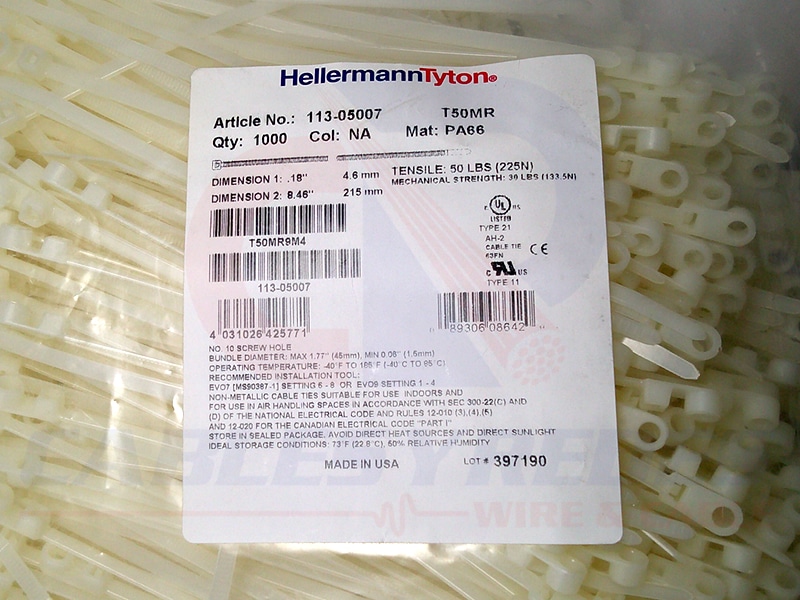 HellermannTyton®
Article No.: 113-05007 T50MR
Qty: 1000 Col: NA Mat: PA66
TENSILE: 50 LBS (225N)
DIMENSION 1: .18" 4.6 mm MECHANICAL STRENGTH: 30 LBS (133.5N)
DIMENSION 2: 8.46" 215 mm
c UL us
LISTED
TYPE 21
T50MR9M4
AH-2
CABLE TIE CE
63FN
c RU US
113-05007
TYPE 11
4 031026 425771
89306 08642
NO. 10 SCREW HOLE
BUNDLE DIAMETER: MAX 1.77" (45mm), MIN 0.06" (1.5mm)
OPERATING TEMPERATURE: -40°F TO 185°F (-40°C TO 85°C)
RECOMMENDED INSTALLATION TOOL:
EVO7 [MS90387-1] SETTING 6 - 8 OR EVO9 SETTING 1 - 4
NON-METALLIC CABLE TIES SUITABLE FOR USE INDOORS AND
FOR USE IN AIR HANDLING SPACES IN ACCORDANCE WITH SEC 300-22(C) AND
(D) OF THE NATIONAL ELECTRICAL CODE AND RULES 12-010 (3),(4),(5)
AND 12-020 FOR THE CANADIAN ELECTRICAL CODE "PART I"
STORE IN SEALED PACKAGE, AVOID DIRECT HEAT SOURCES AND DIRECT SUNLIGHT
IDEAL STORAGE CONDITIONS: 73°F (22.8°C), 50% RELATIVE HUMIDITY
MADE IN USA LOT # 397190
WIRE &